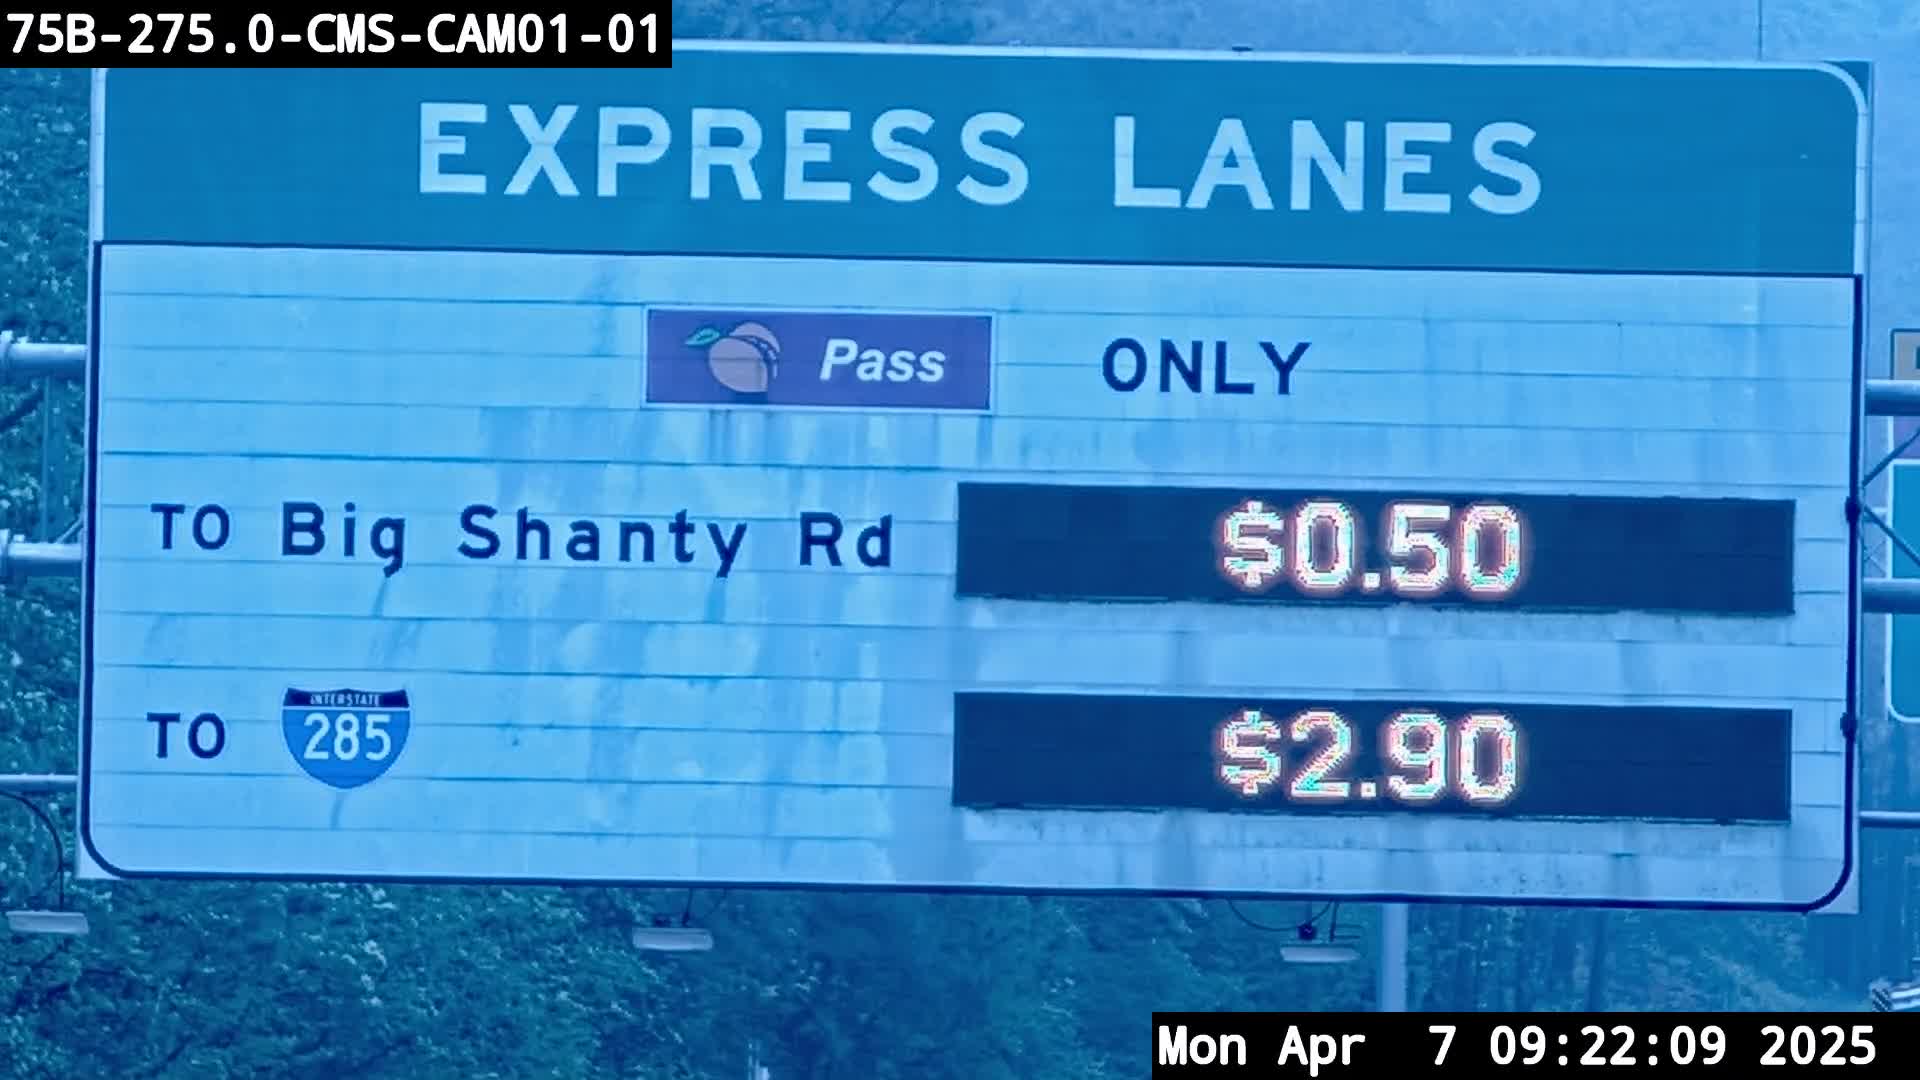 75B-275.0-CMS-CAM01-01
EXPRESS LANES
Pass ONLY
TO Big Shanty Rd $0.50
INTERSTATE
TO 285 $2.90
Mon Apr 7 09:22:09 2025